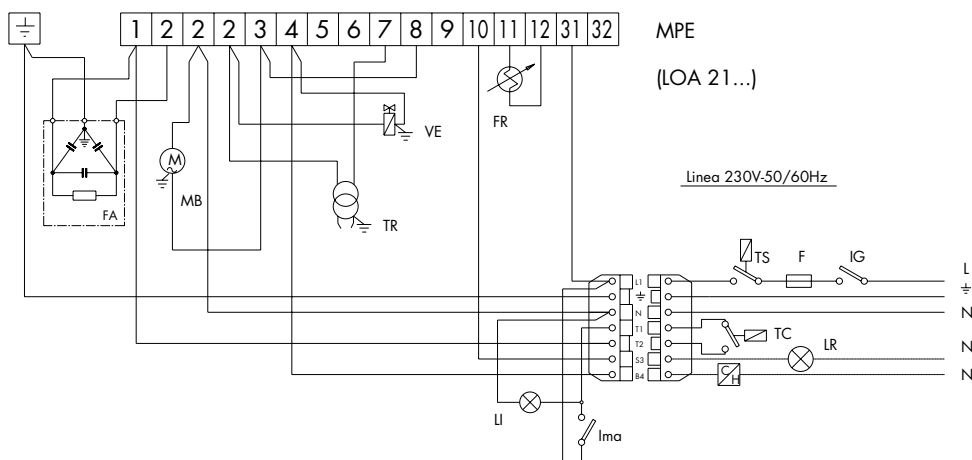 1 2 2 2 3 4 5 6 7 8 9 10 11 12 31 32
MPE
(LOA 21...)
VE
FR
M
MB
FA
TR
Linea 230V-50/60Hz
TS F IG
L1
L
N
N
T1
TC
T2
N
LR
S3
C/H
B4
N
LI
Ima